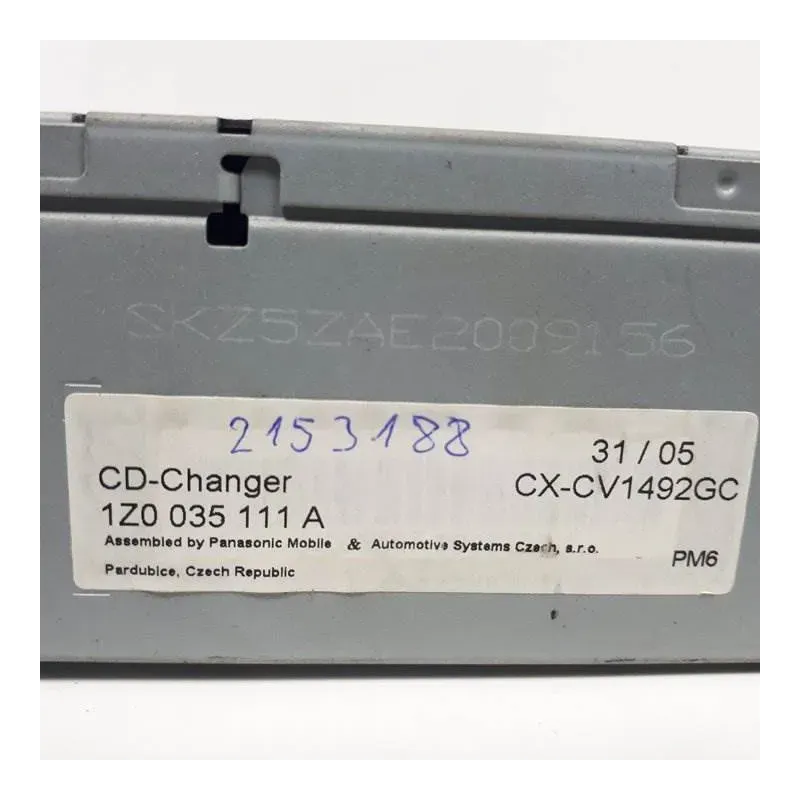 SKZ5ZAE2009156
2153188
31 / 05
CD-Changer
CX-CV1492GC
1Z0 035 111 A
Assembled by Panasonic Mobile & Automotive Systems Czech, s.r.o.
PM6
Pardubice, Czech Republic